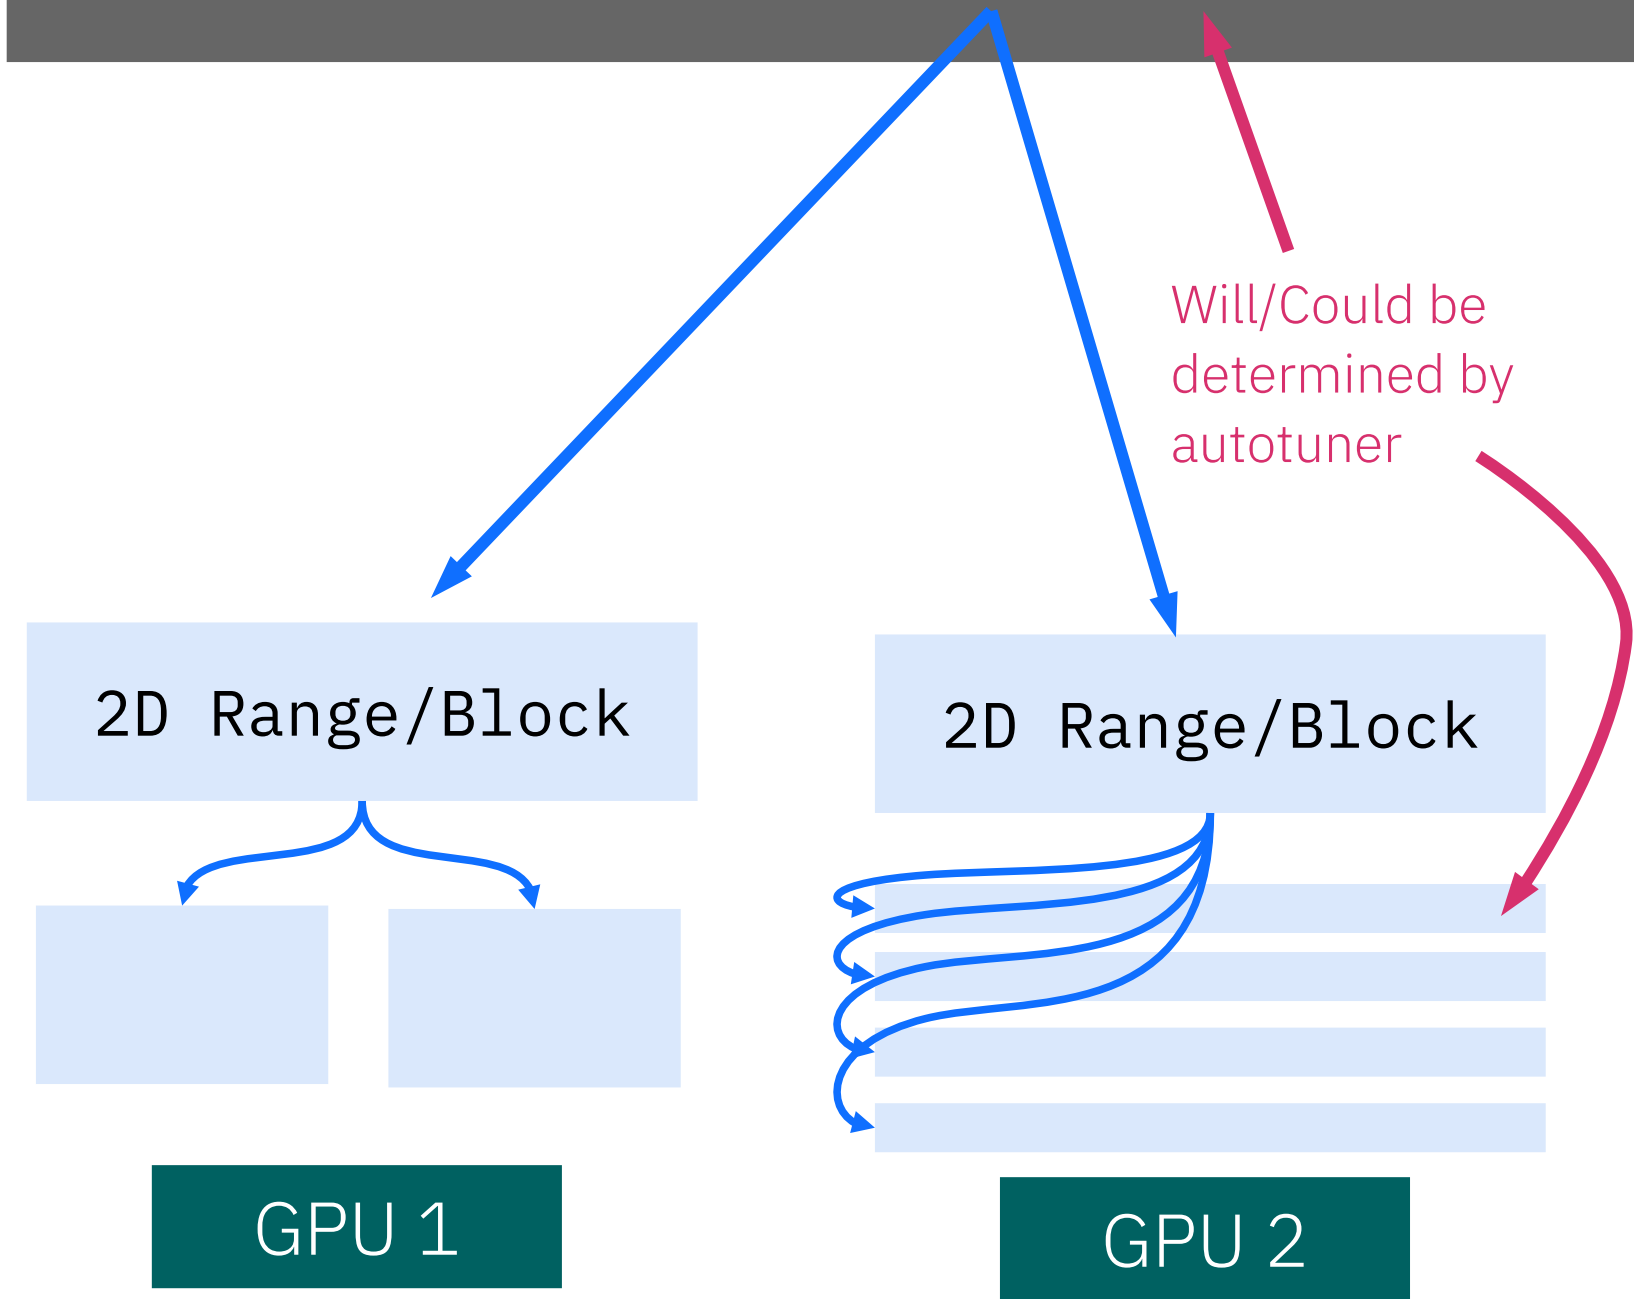 Will/Could be
determined by
autotuner
2D Range/Block
2D Range/Block
GPU 1
GPU 2